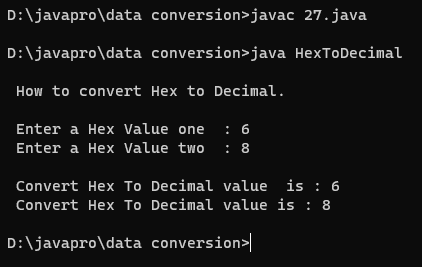 D:\javapro\data conversion>javac 27.java
D:\javapro\data conversion>java HexToDecimal
How to convert Hex to Decimal.
Enter a Hex Value one  : 6
Enter a Hex Value two  : 8
Convert Hex To Decimal value  is : 6
Convert Hex To Decimal value is : 8
D:\javapro\data conversion>